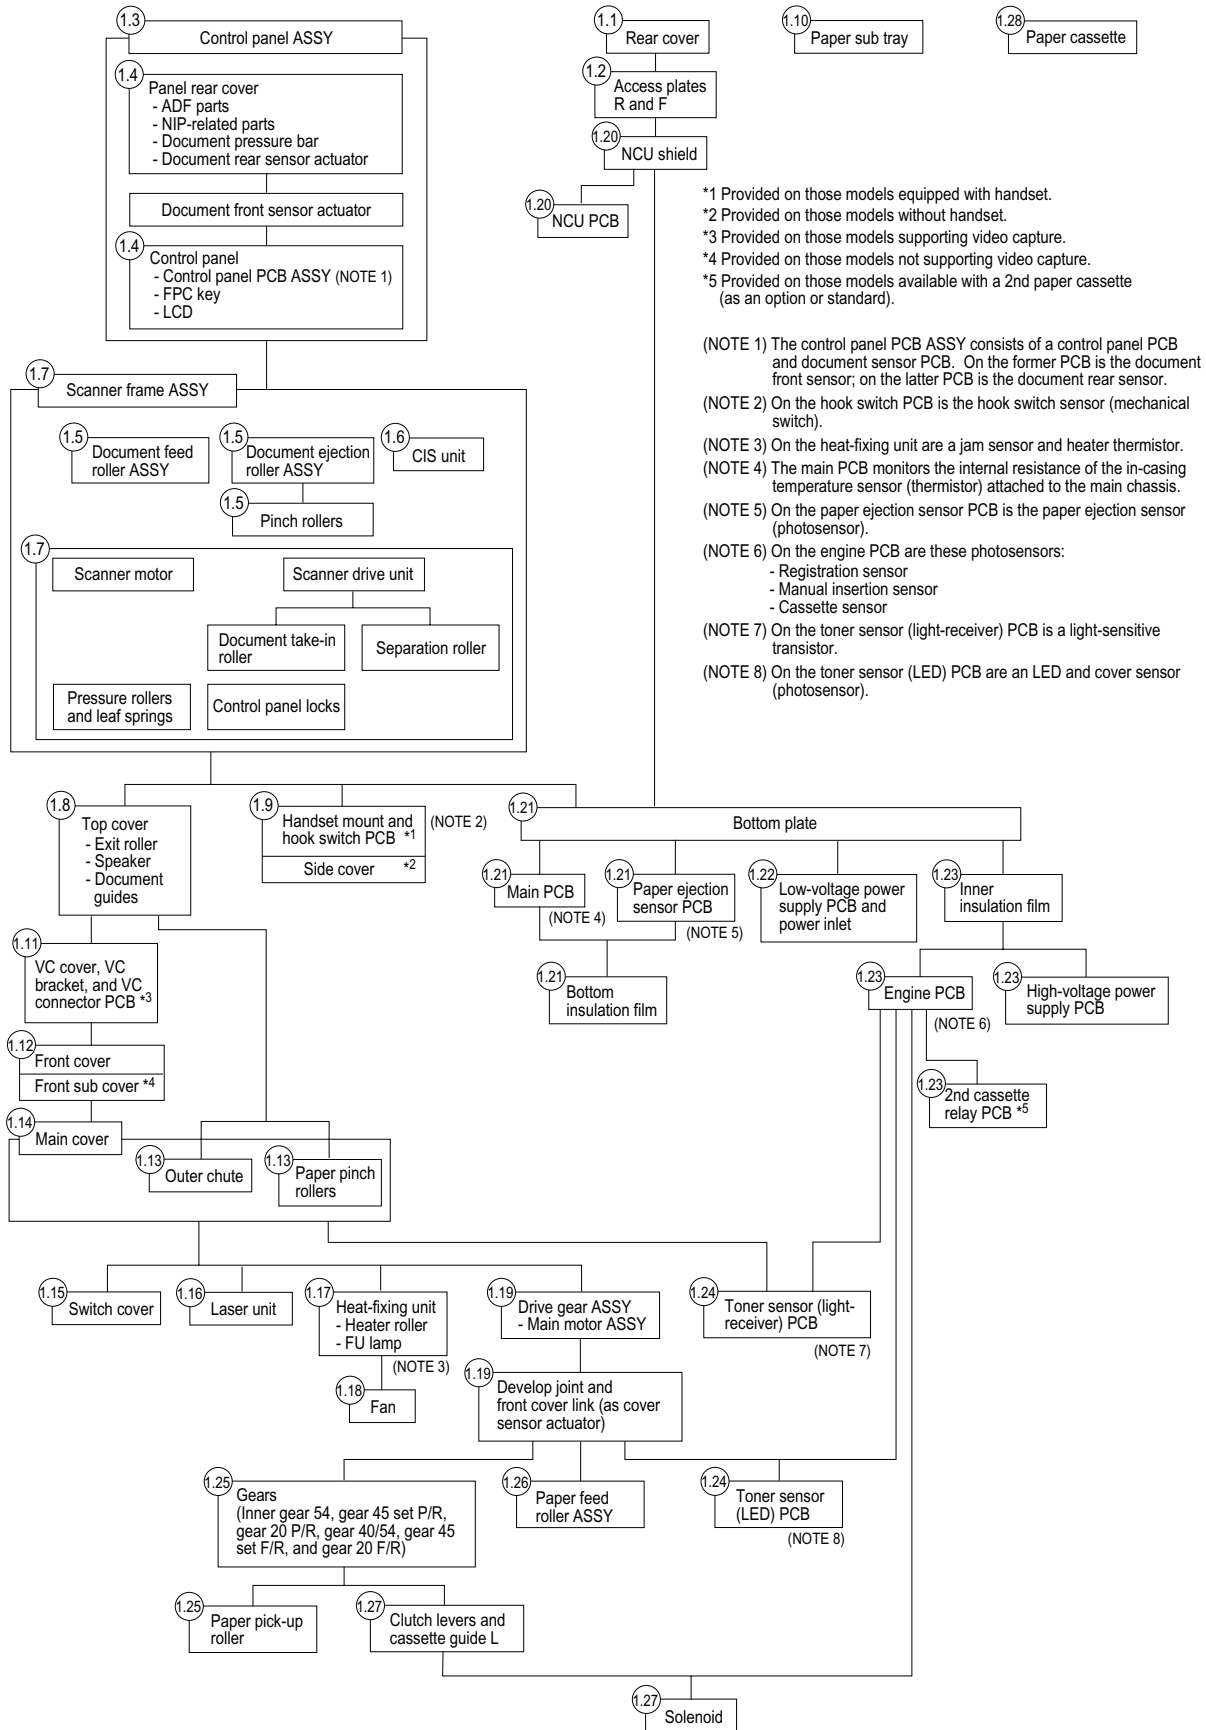 1.3
Control panel ASSY
1.4
Panel rear cover
- ADF parts
- NIP-related parts
- Document pressure bar
- Document rear sensor actuator
Document front sensor actuator
1.4
Control panel
- Control panel PCB ASSY (NOTE 1)
- FPC key
- LCD
1.1
Rear cover
1.2
Access plates
R and F
1.20
NCU shield
1.20
NCU PCB
1.10
Paper sub tray
1.28
Paper cassette
*1 Provided on those models equipped with handset.
*2 Provided on those models without handset.
*3 Provided on those models supporting video capture.
*4 Provided on those models not supporting video capture.
*5 Provided on those models available with a 2nd paper cassette
(as an option or standard).
(NOTE 1) The control panel PCB ASSY consists of a control panel PCB
and document sensor PCB. On the former PCB is the document
front sensor; on the latter PCB is the document rear sensor.
(NOTE 2) On the hook switch PCB is the hook switch sensor (mechanical
switch).
(NOTE 3) On the heat-fixing unit are a jam sensor and heater thermistor.
(NOTE 4) The main PCB monitors the internal resistance of the in-casing
temperature sensor (thermistor) attached to the main chassis.
(NOTE 5) On the paper ejection sensor PCB is the paper ejection sensor
(photosensor).
(NOTE 6) On the engine PCB are these photosensors:
- Registration sensor
- Manual insertion sensor
- Cassette sensor
(NOTE 7) On the toner sensor (light-receiver) PCB is a light-sensitive
transistor.
(NOTE 8) On the toner sensor (LED) PCB are an LED and cover sensor
(photosensor).
1.7
Scanner frame ASSY
1.5
Document feed
roller ASSY
1.5
Document ejection
roller ASSY
1.6
CIS unit
1.5
Pinch rollers
1.7
Scanner motor
Scanner drive unit
Document take-in
roller
Separation roller
Pressure rollers
and leaf springs
Control panel locks
1.8
Top cover
- Exit roller
- Speaker
- Document
guides
1.9
Handset mount and
hook switch PCB *1
(NOTE 2)
Side cover *2
1.21
Bottom plate
1.21
Main PCB
(NOTE 4)
1.21
Paper ejection
sensor PCB
(NOTE 5)
1.22
Low-voltage power
supply PCB and
power inlet
1.23
Inner
insulation film
1.21
Bottom
insulation film
1.23
Engine PCB
(NOTE 6)
1.23
High-voltage power
supply PCB
1.23
2nd cassette
relay PCB *5
1.11
VC cover, VC
bracket, and VC
connector PCB *3
1.12
Front cover
Front sub cover *4
1.14
Main cover
1.13
Outer chute
1.13
Paper pinch
rollers
1.15
Switch cover
1.16
Laser unit
1.17
Heat-fixing unit
- Heater roller
- FU lamp
(NOTE 3)
1.18
Fan
1.19
Drive gear ASSY
- Main motor ASSY
1.24
Toner sensor (light-
receiver) PCB
(NOTE 7)
1.19
Develop joint and
front cover link (as cover
sensor actuator)
1.25
Gears
(Inner gear 54, gear 45 set P/R,
gear 20 P/R, gear 40/54, gear 45
set F/R, and gear 20 F/R)
1.26
Paper feed
roller ASSY
1.24
Toner sensor
(LED) PCB
(NOTE 8)
1.25
Paper pick-up
roller
1.27
Clutch levers and
cassette guide L
1.27
Solenoid